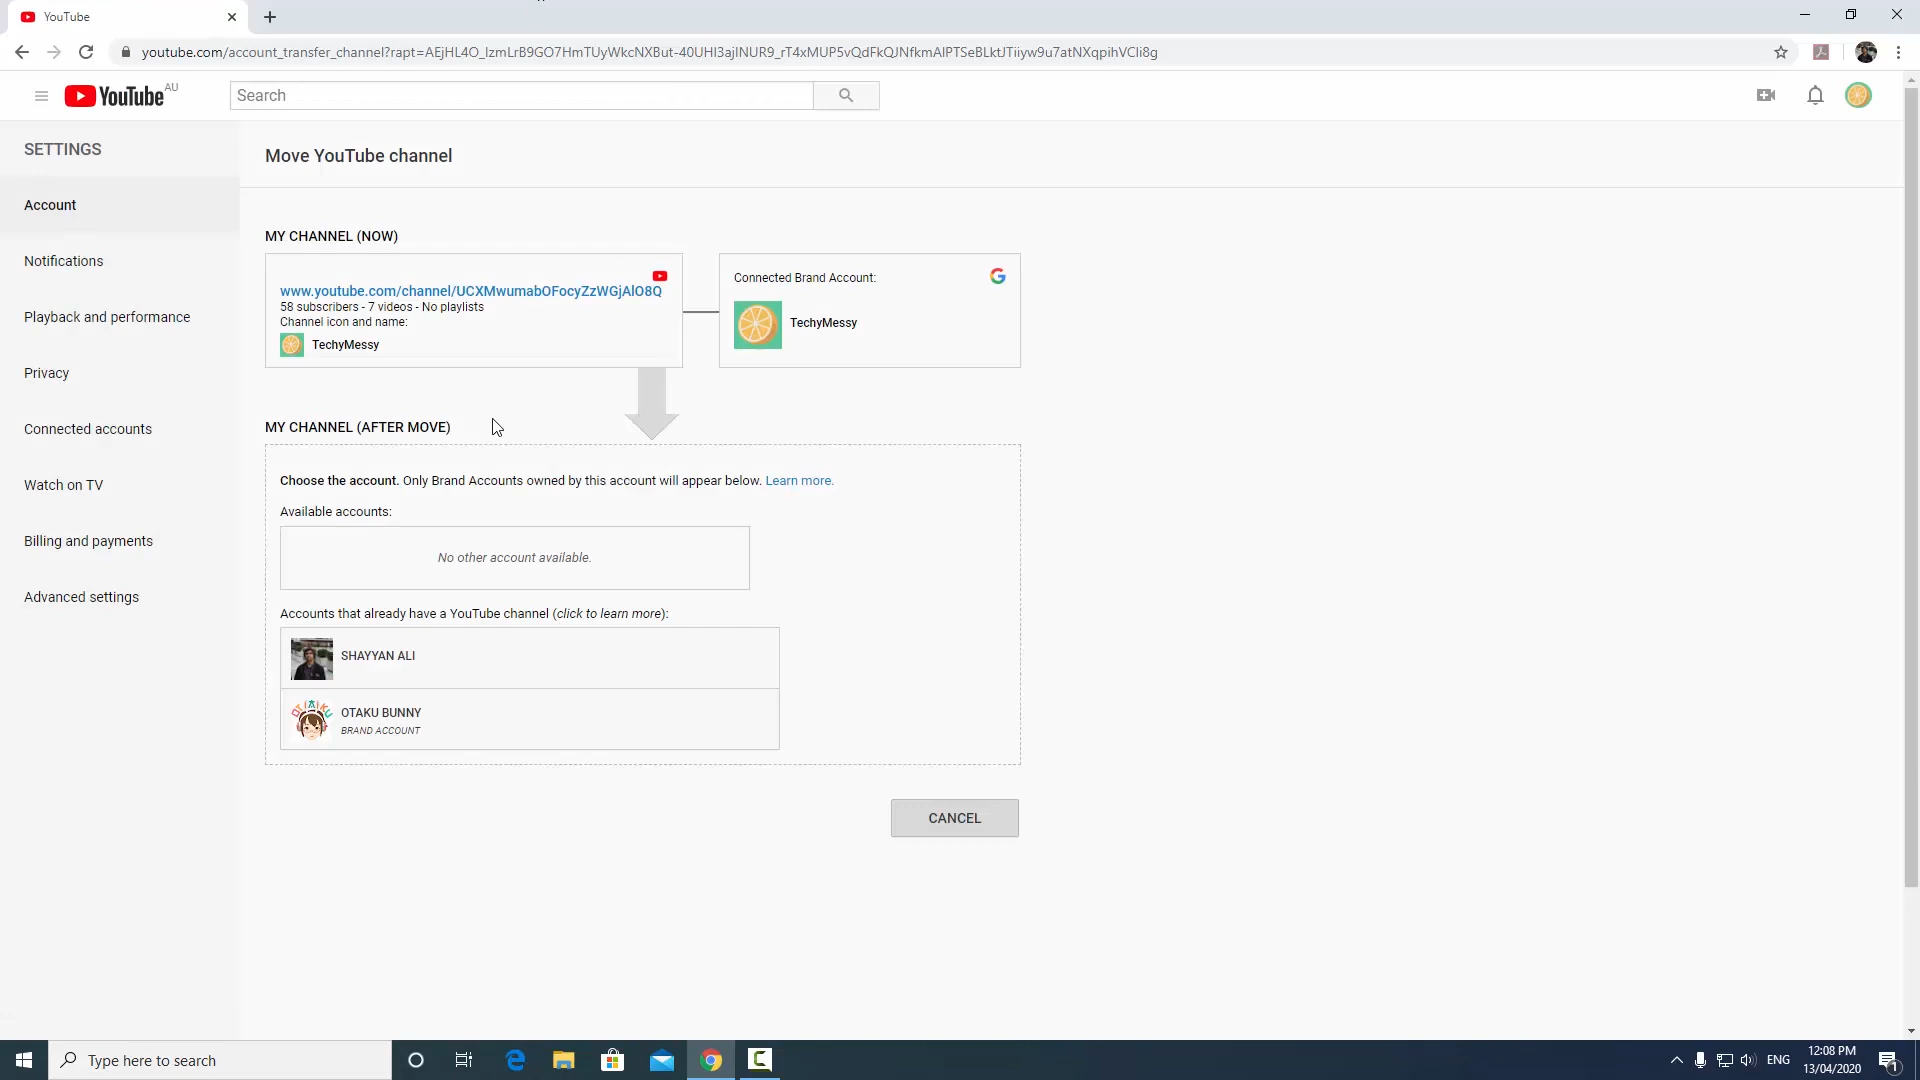 YouTube
youtube.com/account_transfer_channel?rapt=AEjHL4O_lzmLrB9GO7HmTUyWkcNXBut-40UHI3ajlNUR9_rT4xMUP5vQdFkQJNfkmAlPTSeBLktJTiiyw9u7atNXqpihVCli8g
YouTube AU
Search
SETTINGS
Move YouTube channel
Account
Notifications
Playback and performance
Privacy
Connected accounts
Watch on TV
Billing and payments
Advanced settings
MY CHANNEL (NOW)
www.youtube.com/channel/UCXMwumabOFocyZzWGjAlO8Q
58 subscribers - 7 videos - No playlists
Channel icon and name:
TechyMessy
Connected Brand Account:
TechyMessy
MY CHANNEL (AFTER MOVE)
Choose the account. Only Brand Accounts owned by this account will appear below. Learn more.
Available accounts:
No other account available.
Accounts that already have a YouTube channel (click to learn more):
SHAYYAN ALI
OTAKU
OTAKU BUNNY
BRAND ACCOUNT
CANCEL
Type here to search
ENG
12:08 PM
13/04/2020
1